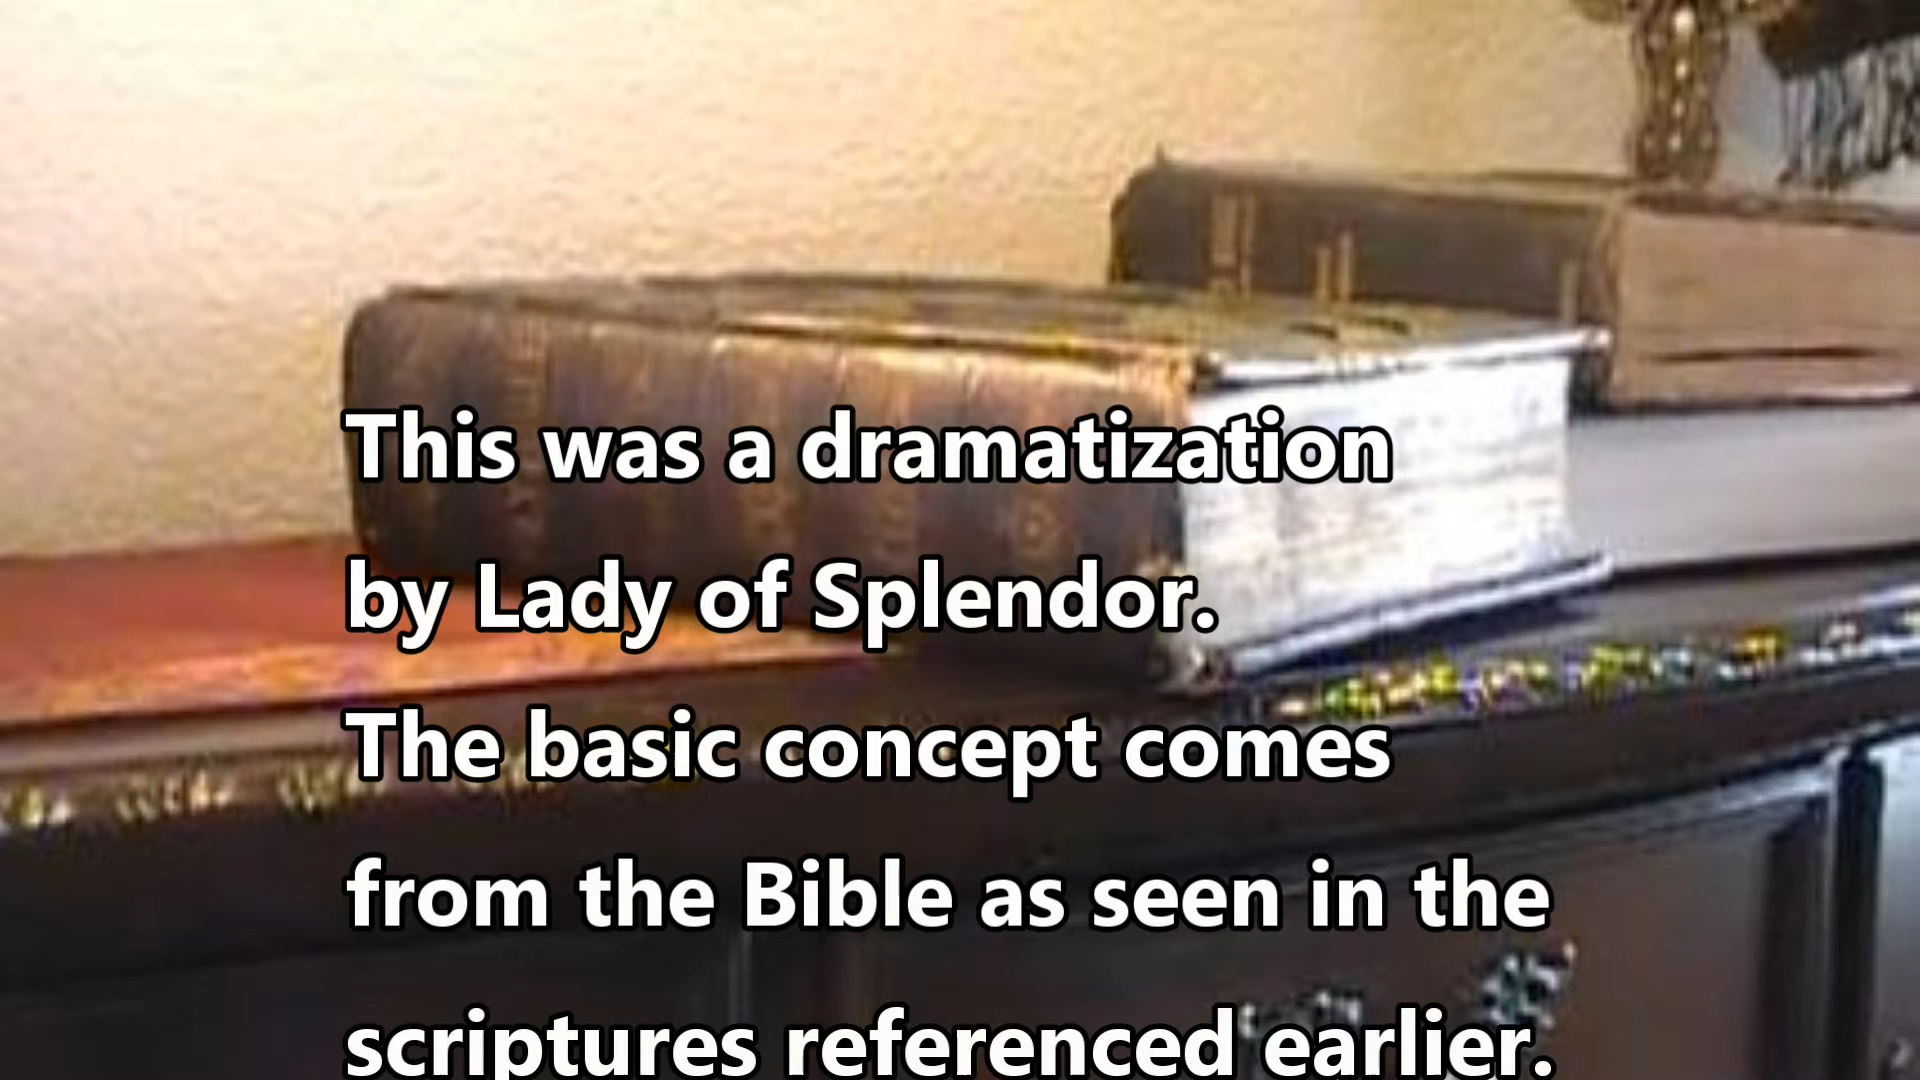 This was a dramatization
by Lady of Splendor.
The basic concept comes
from the Bible as seen in the
scriptures referenced earlier.